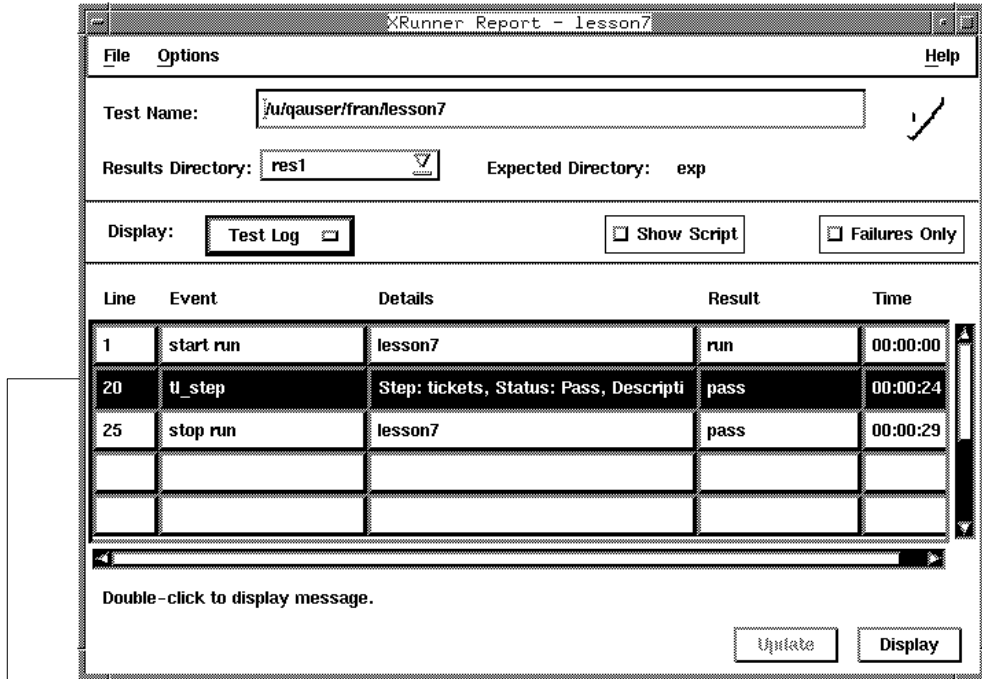 XRunner Report - lesson7
File Options Help
Test Name: /u/qauser/fran/lesson7
Results Directory: res1 Expected Directory: exp
Display: Test Log Show Script Failures Only
Line Event Details Result Time
1 start run lesson7 run 00:00:00
20 tl_step Step: tickets, Status: Pass, Descripti pass 00:00:24
25 stop run lesson7 pass 00:00:29
Double-click to display message.
Update Display